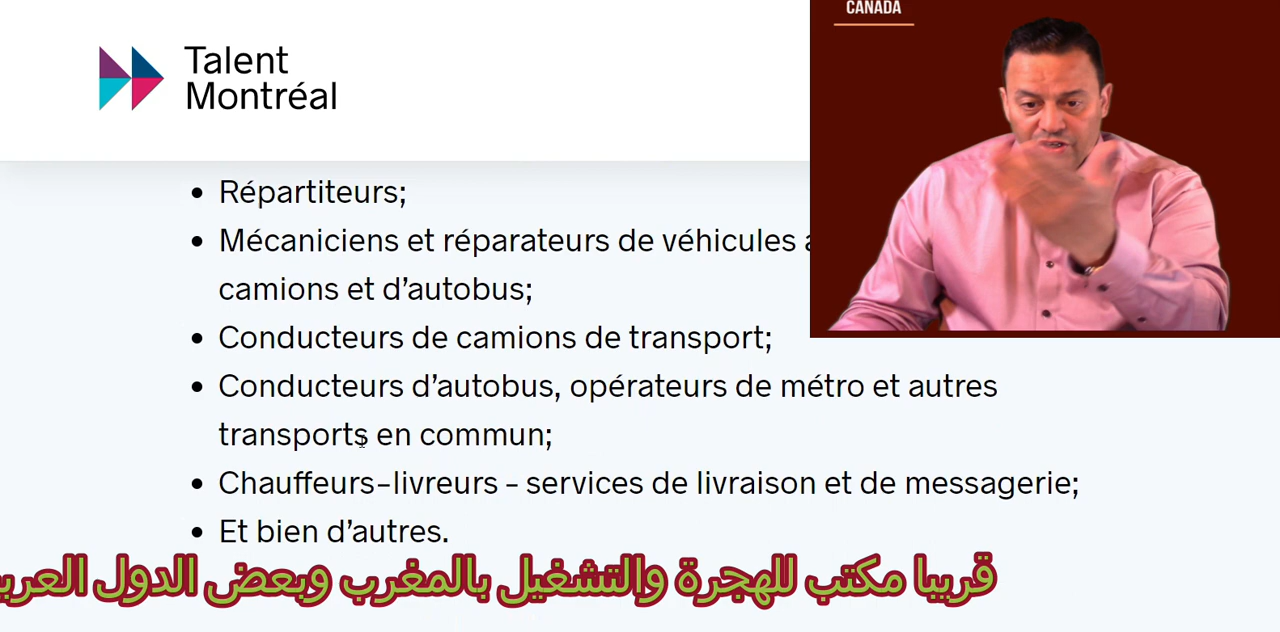 CANADA
Talent
Montréal
Répartiteurs;
Mécaniciens et réparateurs de véhicules
camions et d’autobus;
Conducteurs de camions de transport;
Conducteurs d’autobus, opérateurs de métro et autres
transports en commun;
Chauffeurs-livreurs - services de livraison et de messagerie;
Et bien d’autres.
قريبا مكتب للهجرة والتشغيل بالمغرب وبعض الدول